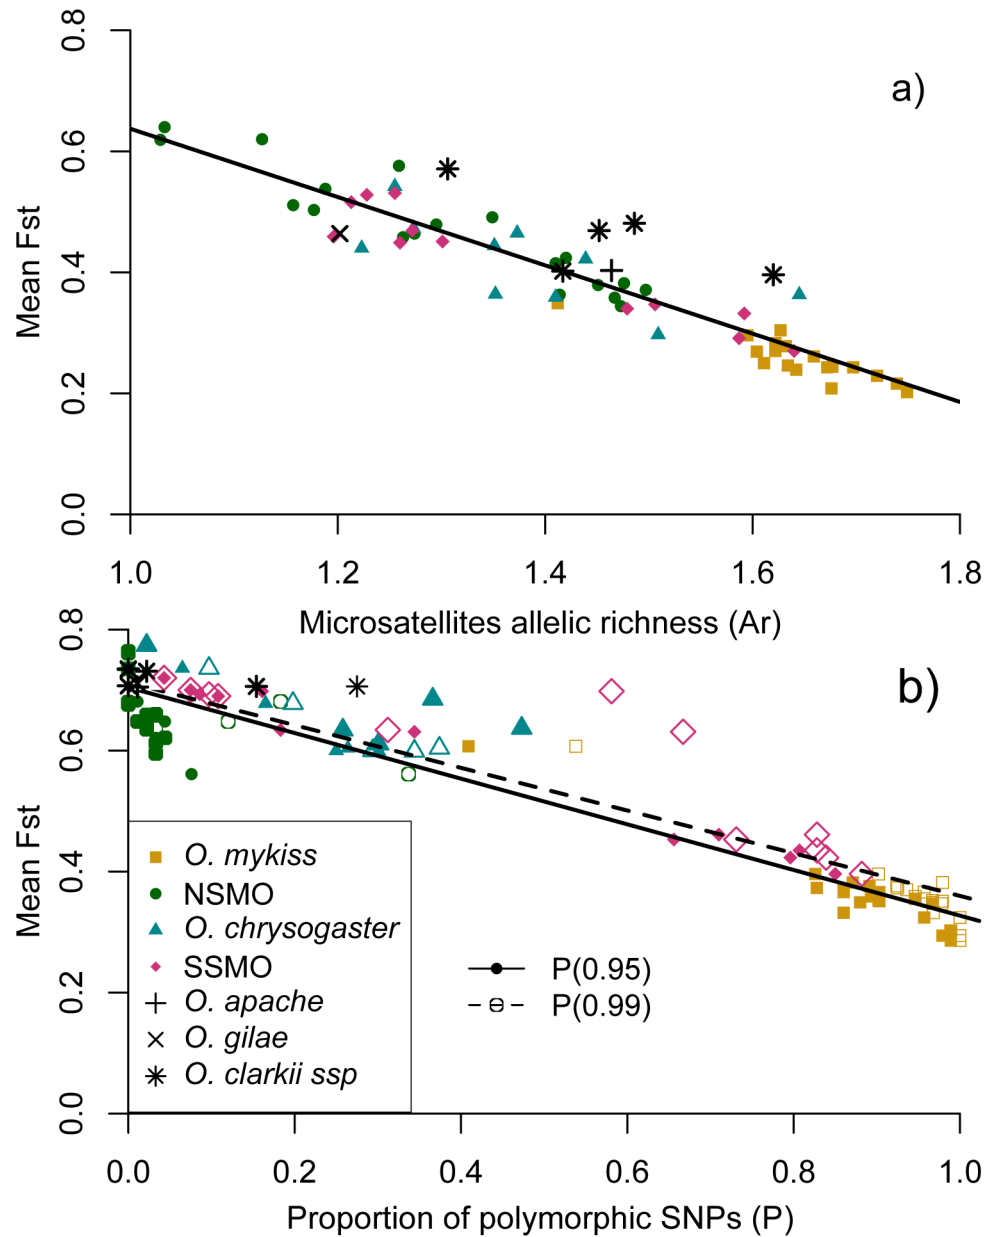 a)
0.8
0.6
0.4
0.2
0.0
Mean Fst
1.0 1.2 1.4 1.6 1.8
Microsatellites allelic richness (Ar)
b)
0.8
0.6
0.4
0.2
0.0
Mean Fst
O. mykiss
NSMO
O. chrysogaster
SSMO
O. apache
O. gilae
O. clarkii ssp
P(0.95)
P(0.99)
0.0 0.2 0.4 0.6 0.8 1.0
Proportion of polymorphic SNPs (P)